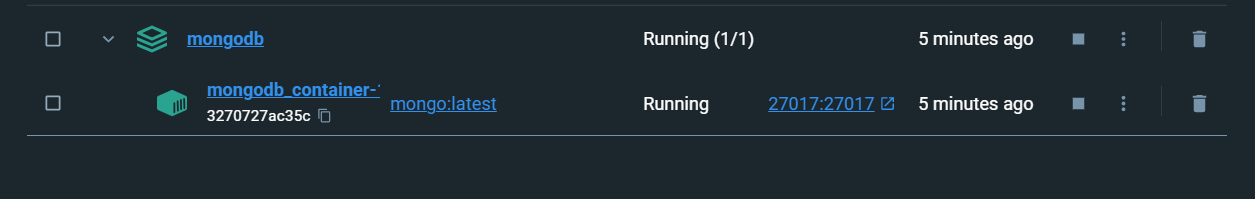 mongodb Running (1/1) 5 minutes ago
mongodb_container- mongo:latest Running 27017:27017 5 minutes ago
3270727ac35c